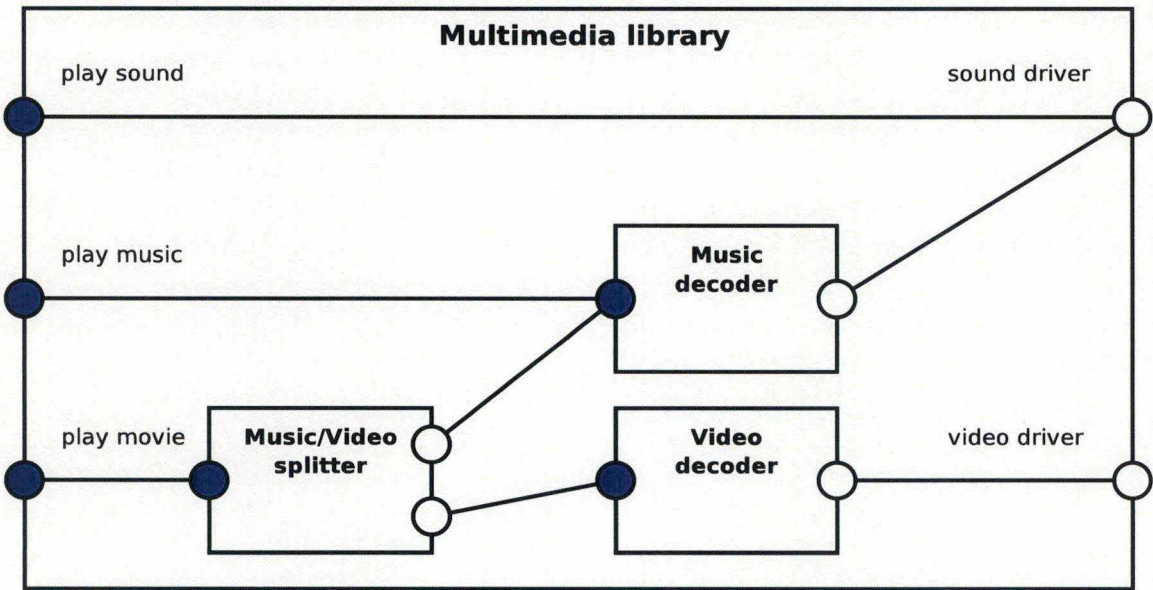 Multimedia library
play sound
sound driver
play music
Music
decoder
play movie
Music/Video
splitter
Video
decoder
video driver